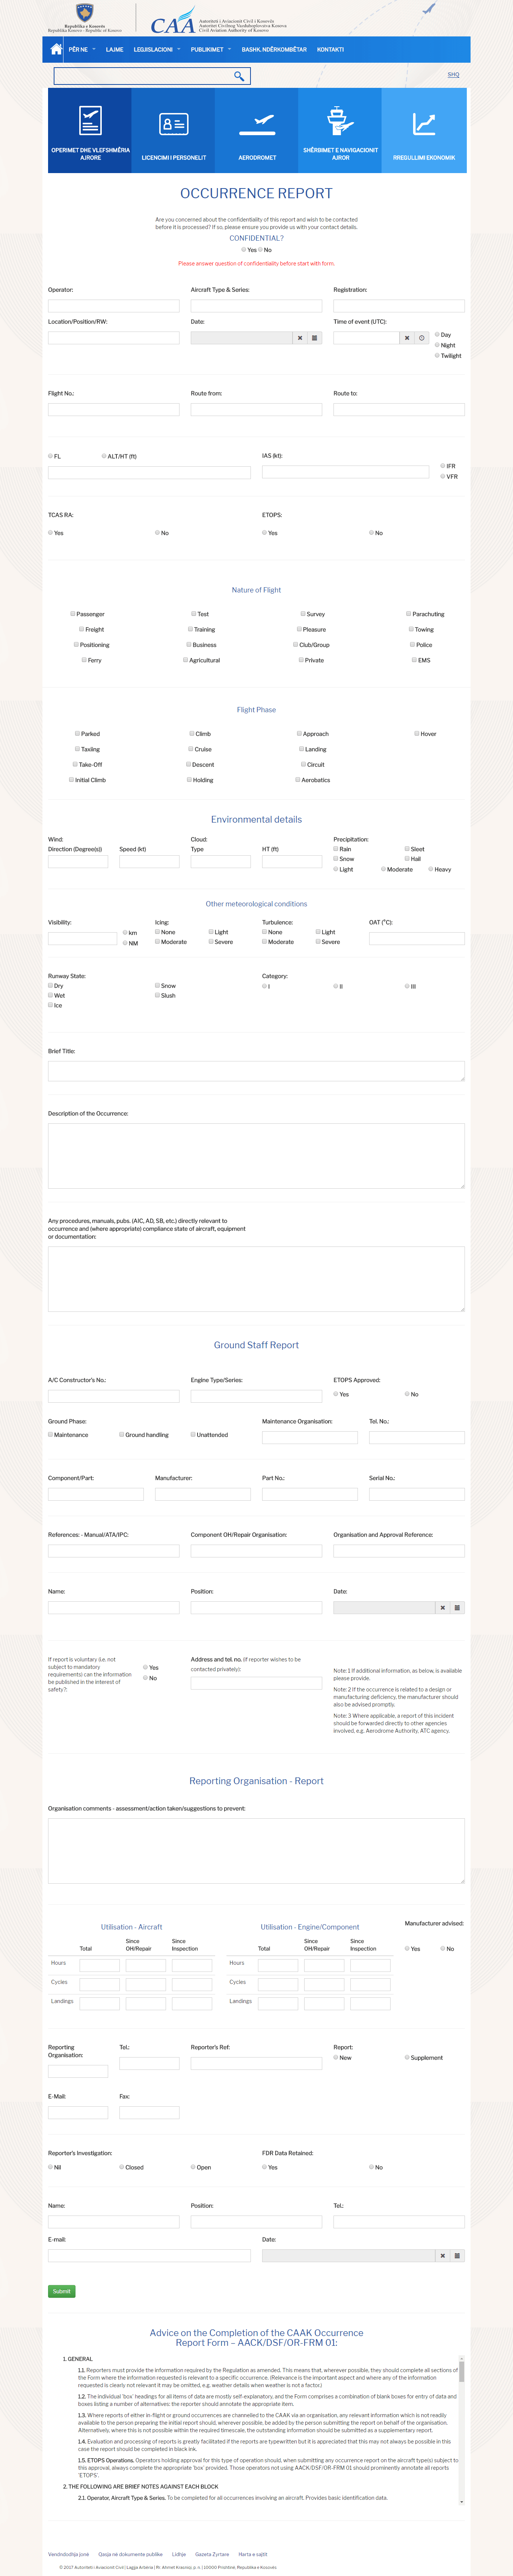 Republika e Kosovës
Republika Kosovo - Republic of Kosovo
CAA
Autoriteti i Aviacionit Civil i Kosovës
Autoritet Civilnog Vazduhoplovstva Kosova
Civil Aviation Authority of Kosovo
PËR NE
LAJME
LEGJISLACIONI
PUBLIKIMET
BASHK. NDËRKOMBËTAR
KONTAKTI
SHQ
OPERIMET DHE VLEFSHMËRIA AJRORE
LICENCIMI I PERSONELIT
AERODROMET
SHËRBIMET E NAVIGACIONIT AJROR
RREGULLIMI EKONOMIK
OCCURRENCE REPORT
Are you concerned about the confidentiality of this report and wish to be contacted
before it is processed? If so, please ensure you provide us with your contact details.
CONFIDENTIAL?
Yes No
Please answer question of confidentiality before start with form.
Operator: Aircraft Type & Series: Registration:
Location/Position/RW: Date: Time of event (UTC):
Day
Night
Twilight
Flight No.: Route from: Route to:
FL ALT/HT (ft) IAS (kt):
IFR
VFR
TCAS RA: ETOPS:
Yes No Yes No
Nature of Flight
Passenger Test Survey Parachuting
Freight Training Pleasure Towing
Positioning Business Club/Group Police
Ferry Agricultural Private EMS
Flight Phase
Parked Climb Approach Hover
Taxiing Cruise Landing
Take-Off Descent Circuit
Initial Climb Holding Aerobatics
Environmental details
Wind: Cloud: Precipitation:
Direction (Degree(s)) Speed (kt) Type HT (ft) Rain Sleet
Snow Hail
Light Moderate Heavy
Other meteorological conditions
Visibility: Icing: Turbulence: OAT (°C):
km None Light None Light
NM Moderate Severe Moderate Severe
Runway State: Category:
Dry Snow I II III
Wet Slush
Ice
Brief Title:
Description of the Occurrence:
Any procedures, manuals, pubs. (AIC, AD, SB, etc.) directly relevant to
occurrence and (where appropriate) compliance state of aircraft, equipment
or documentation:
Ground Staff Report
A/C Constructor's No.: Engine Type/Series: ETOPS Approved:
Yes No
Ground Phase: Maintenance Organisation: Tel. No.:
Maintenance Ground handling Unattended
Component/Part: Manufacturer: Part No.: Serial No.:
References: - Manual/ATA/IPC: Component OH/Repair Organisation: Organisation and Approval Reference:
Name: Position: Date:
If report is voluntary (i.e, not
subject to mandatory
requirements) can the information
be published in the interest of
safety?:
Yes
No
Address and tel. no. (if reporter wishes to be
contacted privately):
Note: 1 If additional information, as below, is available
please provide.
Note: 2 If the occurrence is related to a design or
manufacturing deficiency, the manufacturer should
also be advised promptly.
Note: 3 Where applicable, a report of this incident
should be forwarded directly to other agencies
involved, e.g. Aerodrome Authority, ATC agency.
Reporting Organisation - Report
Organisation comments - assessment/action taken/suggestions to prevent:
Utilisation - Aircraft Utilisation - Engine/Component Manufacturer advised:
Total Since OH/Repair Since Inspection Total Since OH/Repair Since Inspection Yes No
Hours Hours
Cycles Cycles
Landings Landings
Reporting
Organisation:
Tel.: Reporter's Ref: Report:
New Supplement
E-Mail: Fax:
Reporter's Investigation: FDR Data Retained:
Nil Closed Open Yes No
Name: Position: Tel.:
E-mail: Date:
Submit
Advice on the Completion of the CAAK Occurrence
Report Form – AACK/DSF/OR-FRM 01:
1. GENERAL
1.1. Reporters must provide the information required by the Regulation as amended. This means that, wherever possible, they should complete all sections of
the Form where the information requested is relevant to a specific occurrence. (Relevance is the important aspect and where any of the information
requested is clearly not relevant it may be omitted, e.g. weather details when weather is not a factor.)
1.2. The individual 'box' headings for all items of data are mostly self-explanatory, and the Form comprises a combination of blank boxes for entry of data and
boxes listing a number of alternatives: the reporter should annotate the appropriate item.
1.3. Where reports of either in-flight or ground occurrences are channelled to the CAAK via an organisation, any relevant information which is not readily
available to the person preparing the initial report should, wherever possible, be added by the person submitting the report on behalf of the organisation.
Alternatively, where this is not possible within the required timescale, the outstanding information should be submitted as a supplementary report.
1.4. Evaluation and processing of reports is greatly facilitated if the reports are typewritten but it is appreciated that this may not always be possible in this
case the report should be completed in black ink.
1.5. ETOPS Operations. Operators holding approval for this type of operation should, when submitting any occurrence report on the aircraft type(s) subject to
this approval, always complete the appropriate 'box' provided. Those operators not using AACK/DSF/OR-FRM 01 should prominently annotate all reports
'ETOPS'.
2. THE FOLLOWING ARE BRIEF NOTES AGAINST EACH BLOCK
2.1. Operator, Aircraft Type & Series. To be completed for all occurrences involving an aircraft. Provides basic identification data.
Vendndodhja jonë Qasja në dokumente publike Lidhje Gazeta Zyrtare Harta e sajtit
© 2017 Autoriteti i Aviacionit Civil | Lagjja Arbëria | Rr. Ahmet Krasniqi, p. n. | 10000 Prishtinë, Republika e Kosovës